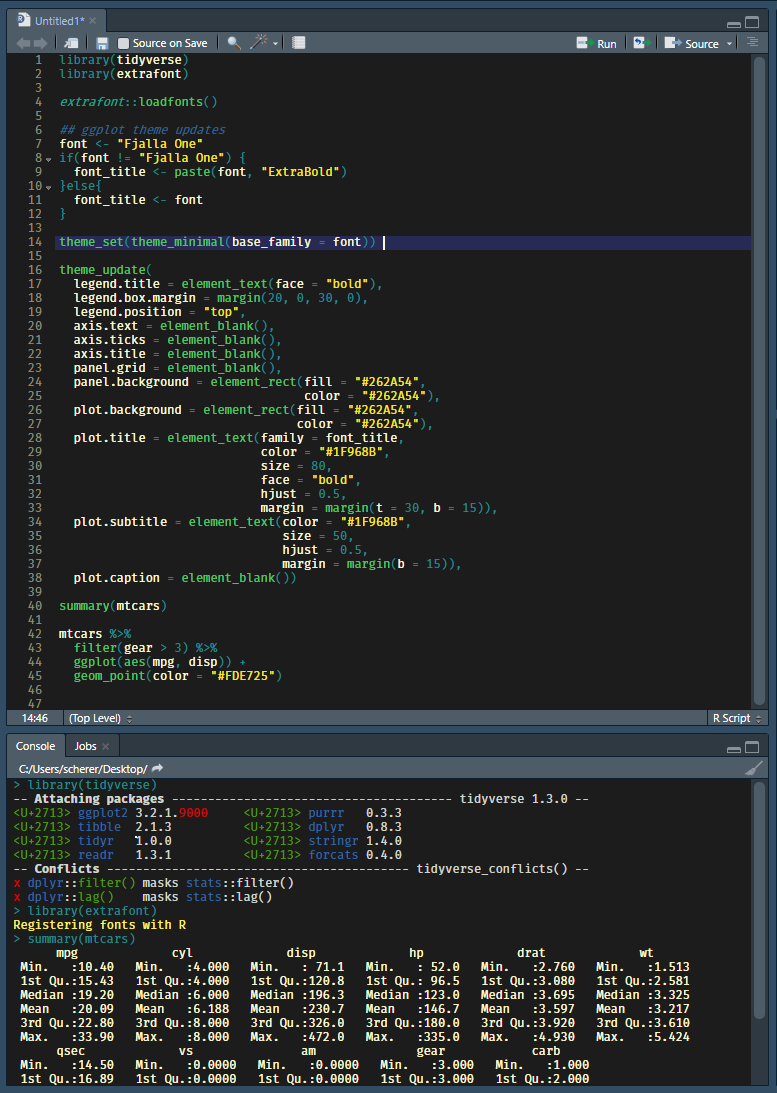 Untitled1*
Source on Save Run Source
1 library(tidyverse)
2 library(extrafont)
3
4 extrafont::loadfonts()
5
6 ## ggplot theme updates
7 font <- "Fjalla One"
8 if(font != "Fjalla One") {
9   font_title <- paste(font, "ExtraBold")
10 }else{
11   font_title <- font
12 }
13
14 theme_set(theme_minimal(base_family = font))
15
16 theme_update(
17   legend.title = element_text(face = "bold"),
18   legend.box.margin = margin(20, 0, 30, 0),
19   legend.position = "top",
20   axis.text = element_blank(),
21   axis.ticks = element_blank(),
22   axis.title = element_blank(),
23   panel.grid = element_blank(),
24   panel.background = element_rect(fill = "#262A54",
25                                   color = "#262A54"),
26   plot.background = element_rect(fill = "#262A54",
27                                  color = "#262A54"),
28   plot.title = element_text(family = font_title,
29                             color = "#1F968B",
30                             size = 80,
31                             face = "bold",
32                             hjust = 0.5,
33                             margin = margin(t = 30, b = 15)),
34   plot.subtitle = element_text(color = "#1F968B",
35                                size = 50,
36                                hjust = 0.5,
37                                margin = margin(b = 15)),
38   plot.caption = element_blank())
39
40 summary(mtcars)
41
42 mtcars %>%
43   filter(gear > 3) %>%
44   ggplot(aes(mpg, disp)) +
45   geom_point(color = "#FDE725")
46
47
14:46 (Top Level) R Script
Console Jobs
C:/Users/scherer/Desktop/
> library(tidyverse)
-- Attaching packages --------------------------------------- tidyverse 1.3.0 --
<U+2713> ggplot2 3.2.1.9000     <U+2713> purrr   0.3.3
<U+2713> tibble  2.1.3          <U+2713> dplyr   0.8.3
<U+2713> tidyr   1.0.0          <U+2713> stringr 1.4.0
<U+2713> readr   1.3.1          <U+2713> forcats 0.4.0
-- Conflicts ------------------------------------------ tidyverse_conflicts() --
x dplyr::filter() masks stats::filter()
x dplyr::lag()    masks stats::lag()
> library(extrafont)
Registering fonts with R
> summary(mtcars)
mpg cyl disp hp drat wt
Min.   :10.40   Min.   :4.000   Min.   : 71.1   Min.   : 52.0   Min.   :2.760   Min.   :1.513
1st Qu.:15.43   1st Qu.:4.000   1st Qu.:120.8   1st Qu.: 96.5   1st Qu.:3.080   1st Qu.:2.581
Median :19.20   Median :6.000   Median :196.3   Median :123.0   Median :3.695   Median :3.325
Mean   :20.09   Mean   :6.188   Mean   :230.7   Mean   :146.7   Mean   :3.597   Mean   :3.217
3rd Qu.:22.80   3rd Qu.:8.000   3rd Qu.:326.0   3rd Qu.:180.0   3rd Qu.:3.920   3rd Qu.:3.610
Max.   :33.90   Max.   :8.000   Max.   :472.0   Max.   :335.0   Max.   :4.930   Max.   :5.424
qsec vs am gear carb
Min.   :14.50   Min.   :0.0000   Min.   :0.0000   Min.   :3.000   Min.   :1.000
1st Qu.:16.89   1st Qu.:0.0000   1st Qu.:0.0000   1st Qu.:3.000   1st Qu.:2.000